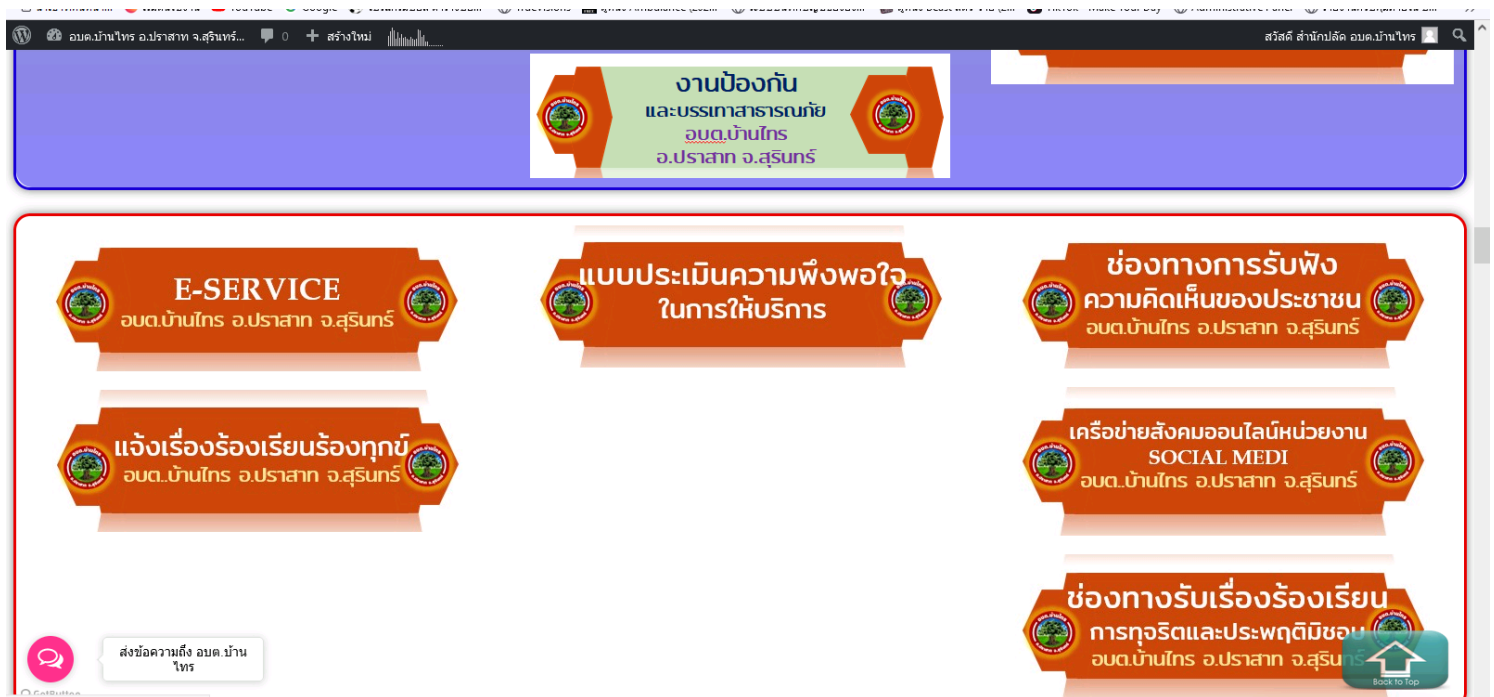 YouTube
Google
อบต.บ้านไทร อ.ปราสาท จ.สุรินทร์...
0
สร้างใหม่
สวัสดี สำนักปลัด อบต.บ้านไทร
งานป้องกัน
และบรรเทาสาธารณภัย
อบต.บ้านไทร
อ.ปราสาท จ.สุรินทร์
E-SERVICE
อบต.บ้านไทร อ.ปราสาท จ.สุรินทร์
แบบประเมินความพึงพอใจ
ในการให้บริการ
ช่องทางการรับฟัง
ความคิดเห็นของประชาชน
อบต.บ้านไทร อ.ปราสาท จ.สุรินทร์
แจ้งเรื่องร้องเรียนร้องทุกข์
อบต..บ้านไทร อ.ปราสาท จ.สุรินทร์
เครือข่ายสังคมออนไลน์หน่วยงาน
SOCIAL MEDI
อบต..บ้านไทร อ.ปราสาท จ.สุรินทร์
ช่องทางรับเรื่องร้องเรียน
การทุจริตและประพฤติมิชอบ
อบต.บ้านไทร อ.ปราสาท จ.สุรินทร์
ส่งข้อความถึง อบต.บ้าน
ไทร
GetButton
Back to Top